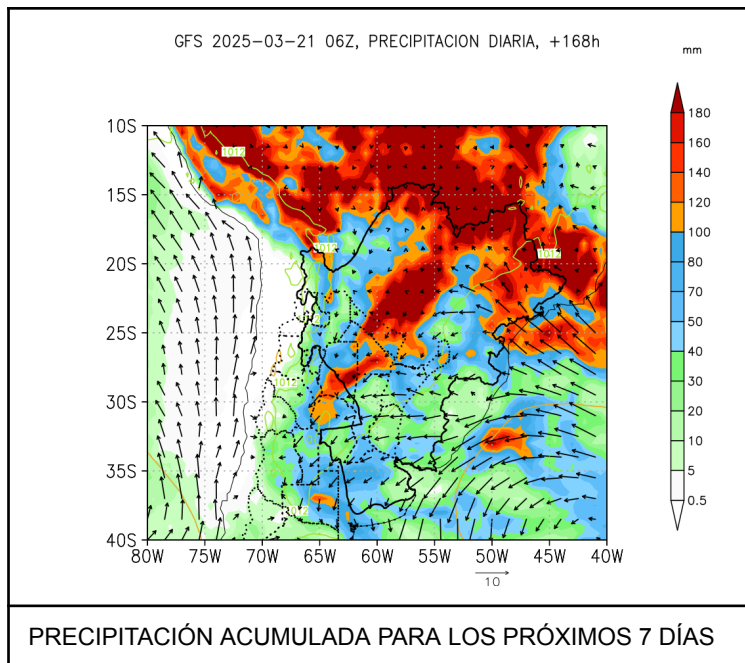 GFS 2025-03-21 06Z, PRECIPITACION DIARIA, +168h
mm
180
160
140
120
100
80
70
60
50
40
30
20
10
5
0.5
10S
15S
20S
25S
30S
35S
40S
1012
1012
1012
1012
1012
80W 75W 70W 65W 60W 55W 50W 45W 40W
10
PRECIPITACIÓN ACUMULADA PARA LOS PRÓXIMOS 7 DÍAS